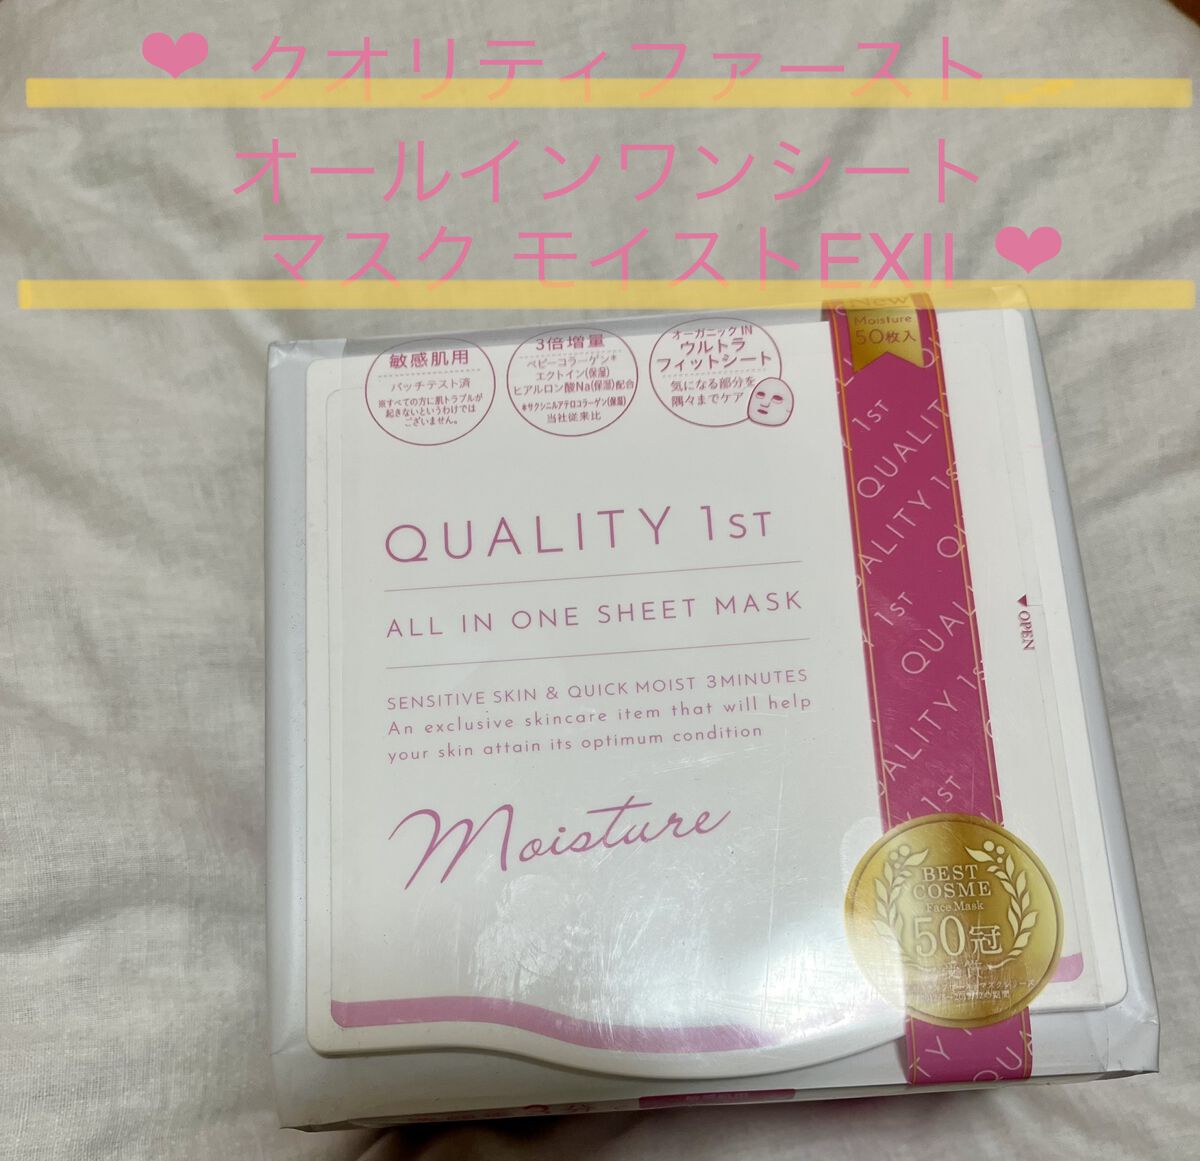 ❤ クオリティファースト
オールインワンシート
マスク モイストEXII ❤
敏感肌用
パッチテスト済
※すべての方に肌トラブルが
起きないというわけでは
ございません。
3倍増量
ベビーコラーゲン※
エクトイン(保湿)
ヒアルロン酸Na(保湿)配合
※サクシニルアテロコラーゲン(保湿)
当社従来比
オーガニックIN
ウルトラ
フィットシート
気になる部分を
隅々までケア
New
Moisture
50枚入
QUALITY 1ST
ALL IN ONE SHEET MASK
SENSITIVE SKIN & QUICK MOIST 3MINUTES
An exclusive skincare item that will help
your skin attain its optimum condition
Moisture
OPEN
QUALITY 1ST
QUALITY 1ST
BEST
COSME
Face Mask
50冠